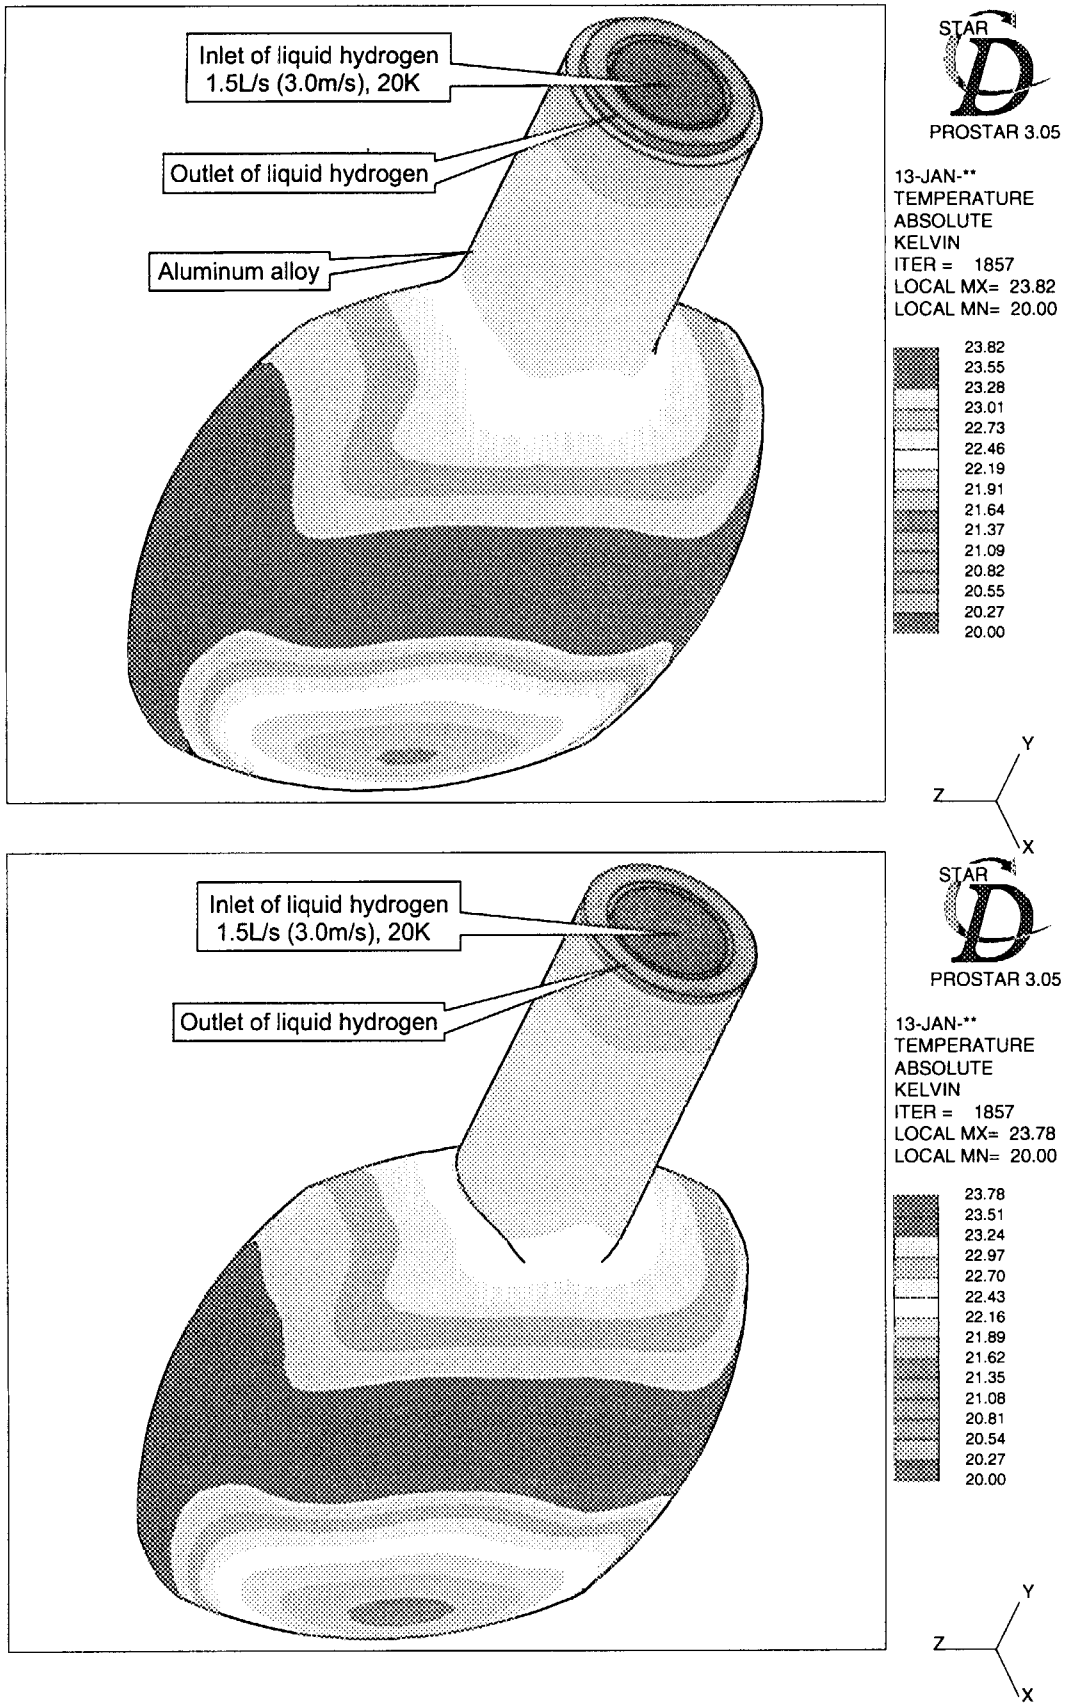 Inlet of liquid hydrogen
1.5L/s (3.0m/s), 20K
Outlet of liquid hydrogen
Aluminum alloy
STAR
CD
PROSTAR 3.05
13-JAN-**
TEMPERATURE
ABSOLUTE
KELVIN
ITER = 1857
LOCAL MX= 23.82
LOCAL MN= 20.00
23.82
23.55
23.28
23.01
22.73
22.46
22.19
21.91
21.64
21.37
21.09
20.82
20.55
20.27
20.00
Y
Z
X
Inlet of liquid hydrogen
1.5L/s (3.0m/s), 20K
Outlet of liquid hydrogen
STAR
CD
PROSTAR 3.05
13-JAN-**
TEMPERATURE
ABSOLUTE
KELVIN
ITER = 1857
LOCAL MX= 23.78
LOCAL MN= 20.00
23.78
23.51
23.24
22.97
22.70
22.43
22.16
21.89
21.62
21.35
21.08
20.81
20.54
20.27
20.00
Y
Z
X